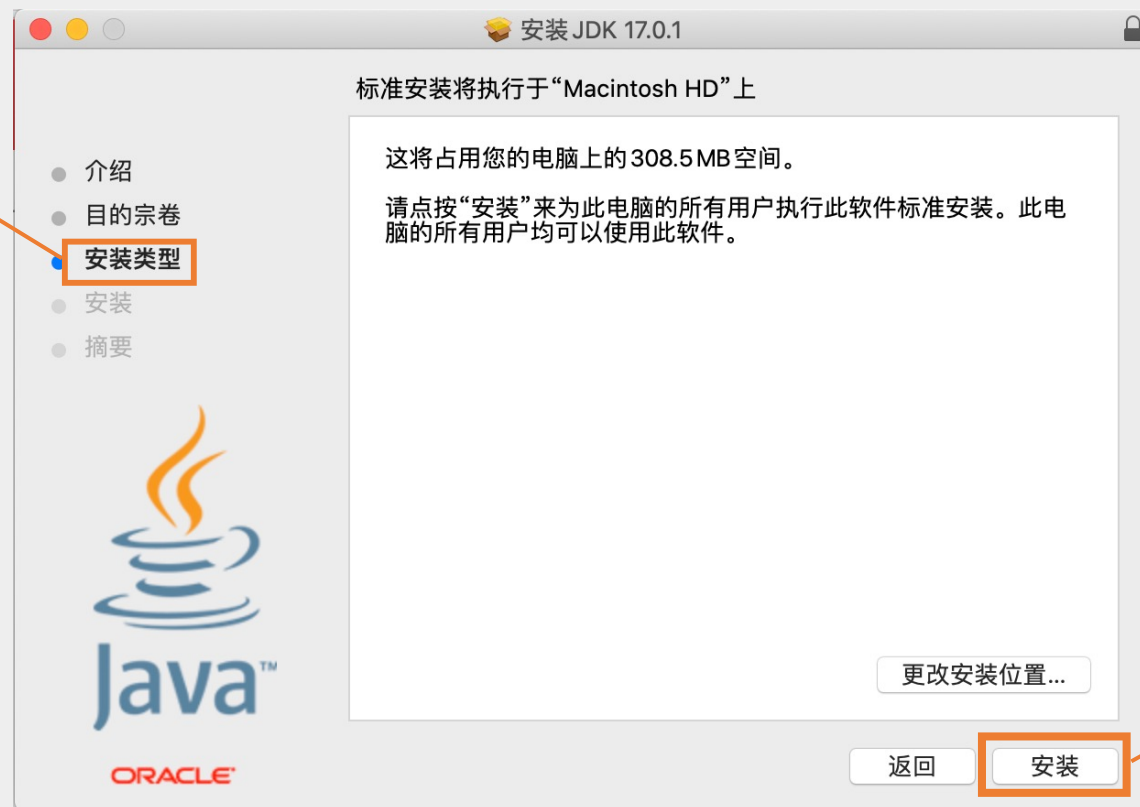 安装 JDK 17.0.1
标准安装将执行于“Macintosh HD”上
介绍
目的宗卷
安装类型
安装
摘要
这将占用您的电脑上的308.5 MB 空间。
请点按“安装”来为此电脑的所有用户执行此软件标准安装。此电
脑的所有用户均可以使用此软件。
Java™
ORACLE®
更改安装位置...
返回
安装